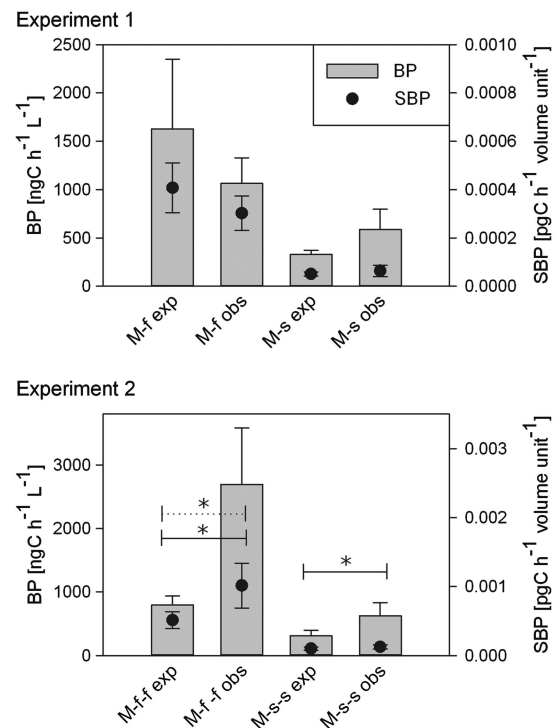 Experiment 1
BP [ngC h⁻¹ L⁻¹]
2500
2000
1500
1000
500
0
BP
SBP
0.0010
0.0008
0.0006
0.0004
0.0002
0.0000
SBP [pgC h⁻¹ volume unit⁻¹]
M-f exp
M-f obs
M-s exp
M-s obs
Experiment 2
BP [ngC h⁻¹ L⁻¹]
3000
2000
1000
0
*
*
*
0.003
0.002
0.001
0.000
SBP [pgC h⁻¹ volume unit⁻¹]
M-f-f exp
M-f -f obs
M-s-s exp
M-s-s obs